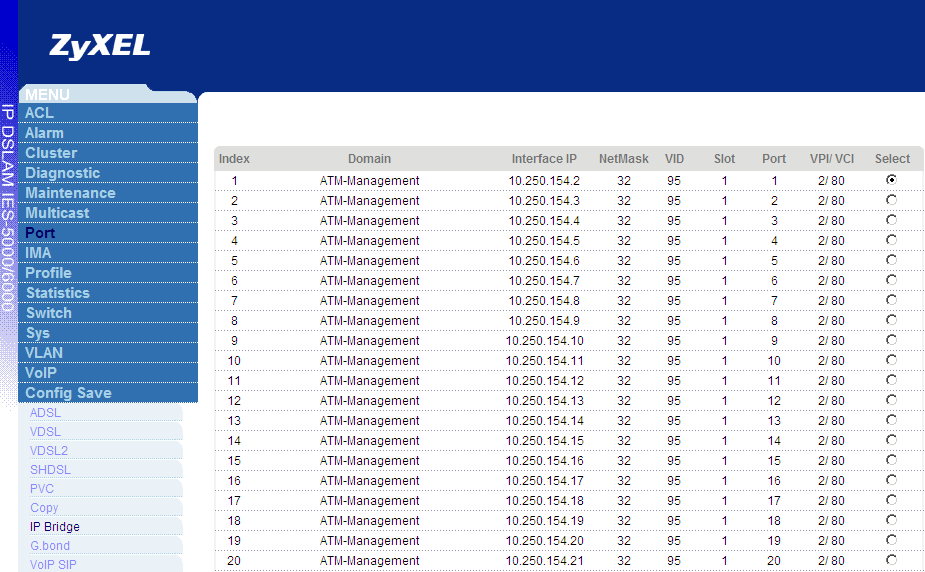 ZyXEL
IP DSLAM IES-5000/6000
MENU
ACL
Alarm
Cluster
Diagnostic
Maintenance
Multicast
Port
IMA
Profile
Statistics
Switch
Sys
VLAN
VoIP
Config Save
ADSL
VDSL
VDSL2
SHDSL
PVC
Copy
IP Bridge
G.bond
VoIP SIP
Index Domain Interface IP NetMask VID Slot Port VPI/ VCI Select
1 ATM-Management 10.250.154.2 32 95 1 1 2/ 80
2 ATM-Management 10.250.154.3 32 95 1 2 2/ 80
3 ATM-Management 10.250.154.4 32 95 1 3 2/ 80
4 ATM-Management 10.250.154.5 32 95 1 4 2/ 80
5 ATM-Management 10.250.154.6 32 95 1 5 2/ 80
6 ATM-Management 10.250.154.7 32 95 1 6 2/ 80
7 ATM-Management 10.250.154.8 32 95 1 7 2/ 80
8 ATM-Management 10.250.154.9 32 95 1 8 2/ 80
9 ATM-Management 10.250.154.10 32 95 1 9 2/ 80
10 ATM-Management 10.250.154.11 32 95 1 10 2/ 80
11 ATM-Management 10.250.154.12 32 95 1 11 2/ 80
12 ATM-Management 10.250.154.13 32 95 1 12 2/ 80
13 ATM-Management 10.250.154.14 32 95 1 13 2/ 80
14 ATM-Management 10.250.154.15 32 95 1 14 2/ 80
15 ATM-Management 10.250.154.16 32 95 1 15 2/ 80
16 ATM-Management 10.250.154.17 32 95 1 16 2/ 80
17 ATM-Management 10.250.154.18 32 95 1 17 2/ 80
18 ATM-Management 10.250.154.19 32 95 1 18 2/ 80
19 ATM-Management 10.250.154.20 32 95 1 19 2/ 80
20 ATM-Management 10.250.154.21 32 95 1 20 2/ 80